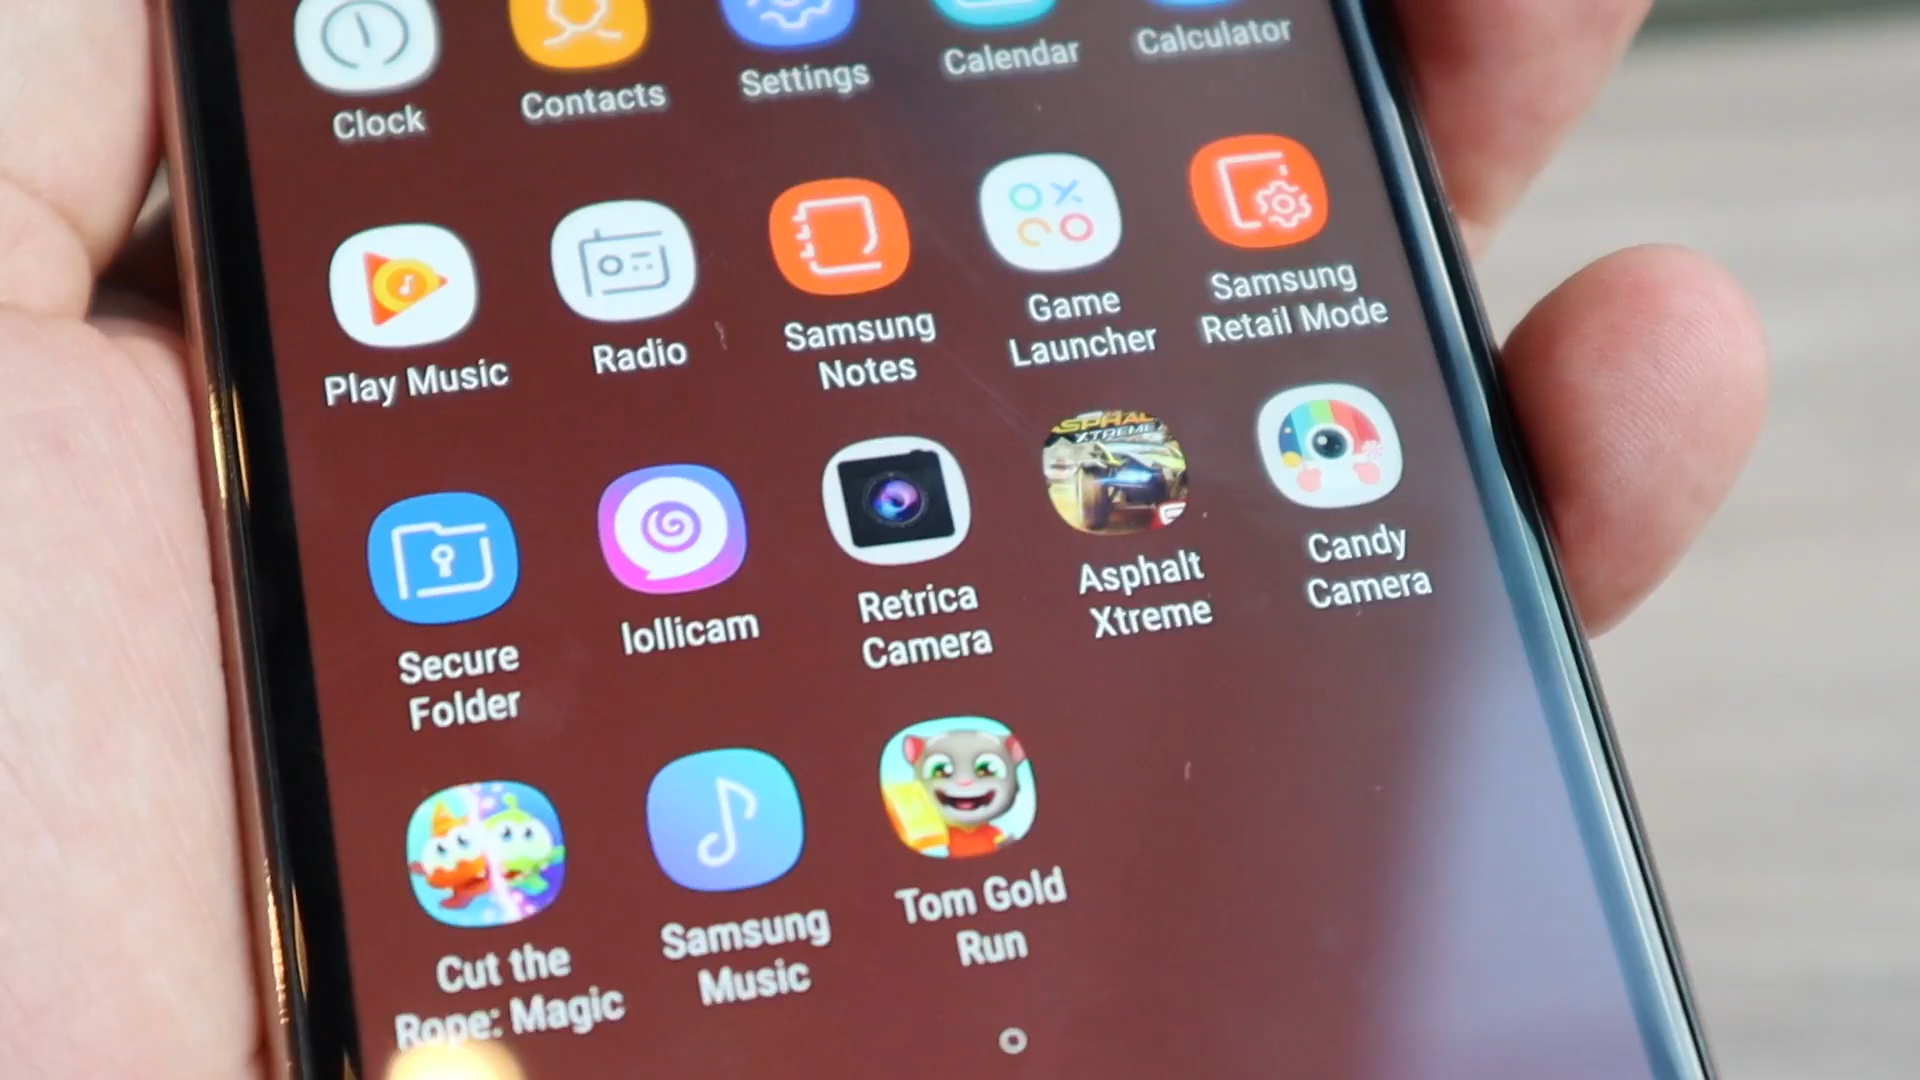 Clock
Contacts
Settings
Calendar
Calculator
Play Music
Radio
Samsung
Notes
Game
Launcher
Samsung
Retail Mode
Secure
Folder
lollicam
Retrica
Camera
XTREME
Asphalt
Xtreme
Candy
Camera
Cut the
Rope: Magic
Samsung
Music
Tom Gold
Run